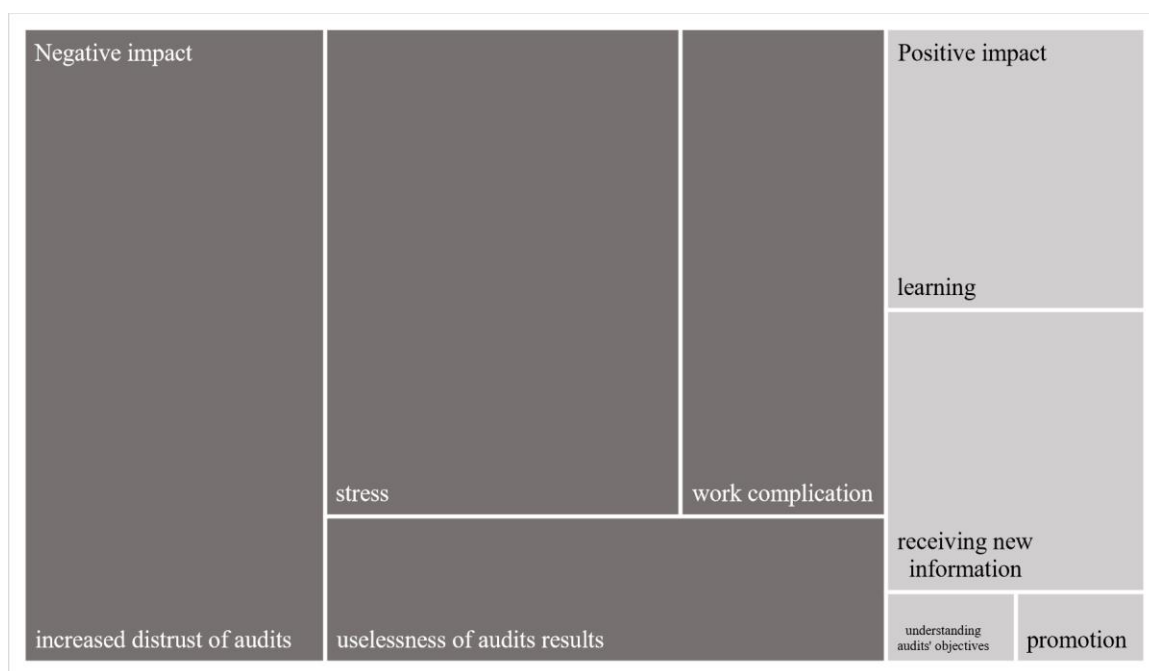 Negative impact
increased distrust of audits
stress
work complication
uselessness of audits results
Positive impact
learning
receiving new
information
understanding
audits' objectives
promotion